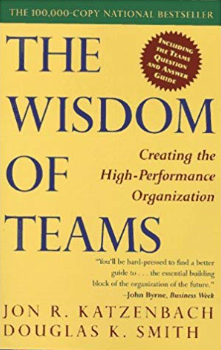 THE 100,000-COPY NATIONAL BESTSELLER
THE
WISDOM
OF
TEAMS
INCLUDING
THE TEAMS
QUESTION
AND ANSWER
GUIDE
Creating the
High-Performance
Organization
"You'll be hard-pressed to find a better
guide to . . . the essential building
block of the organization of the future."
–John Byrne, Business Week
JON R. KATZENBACH
DOUGLAS K. SMITH